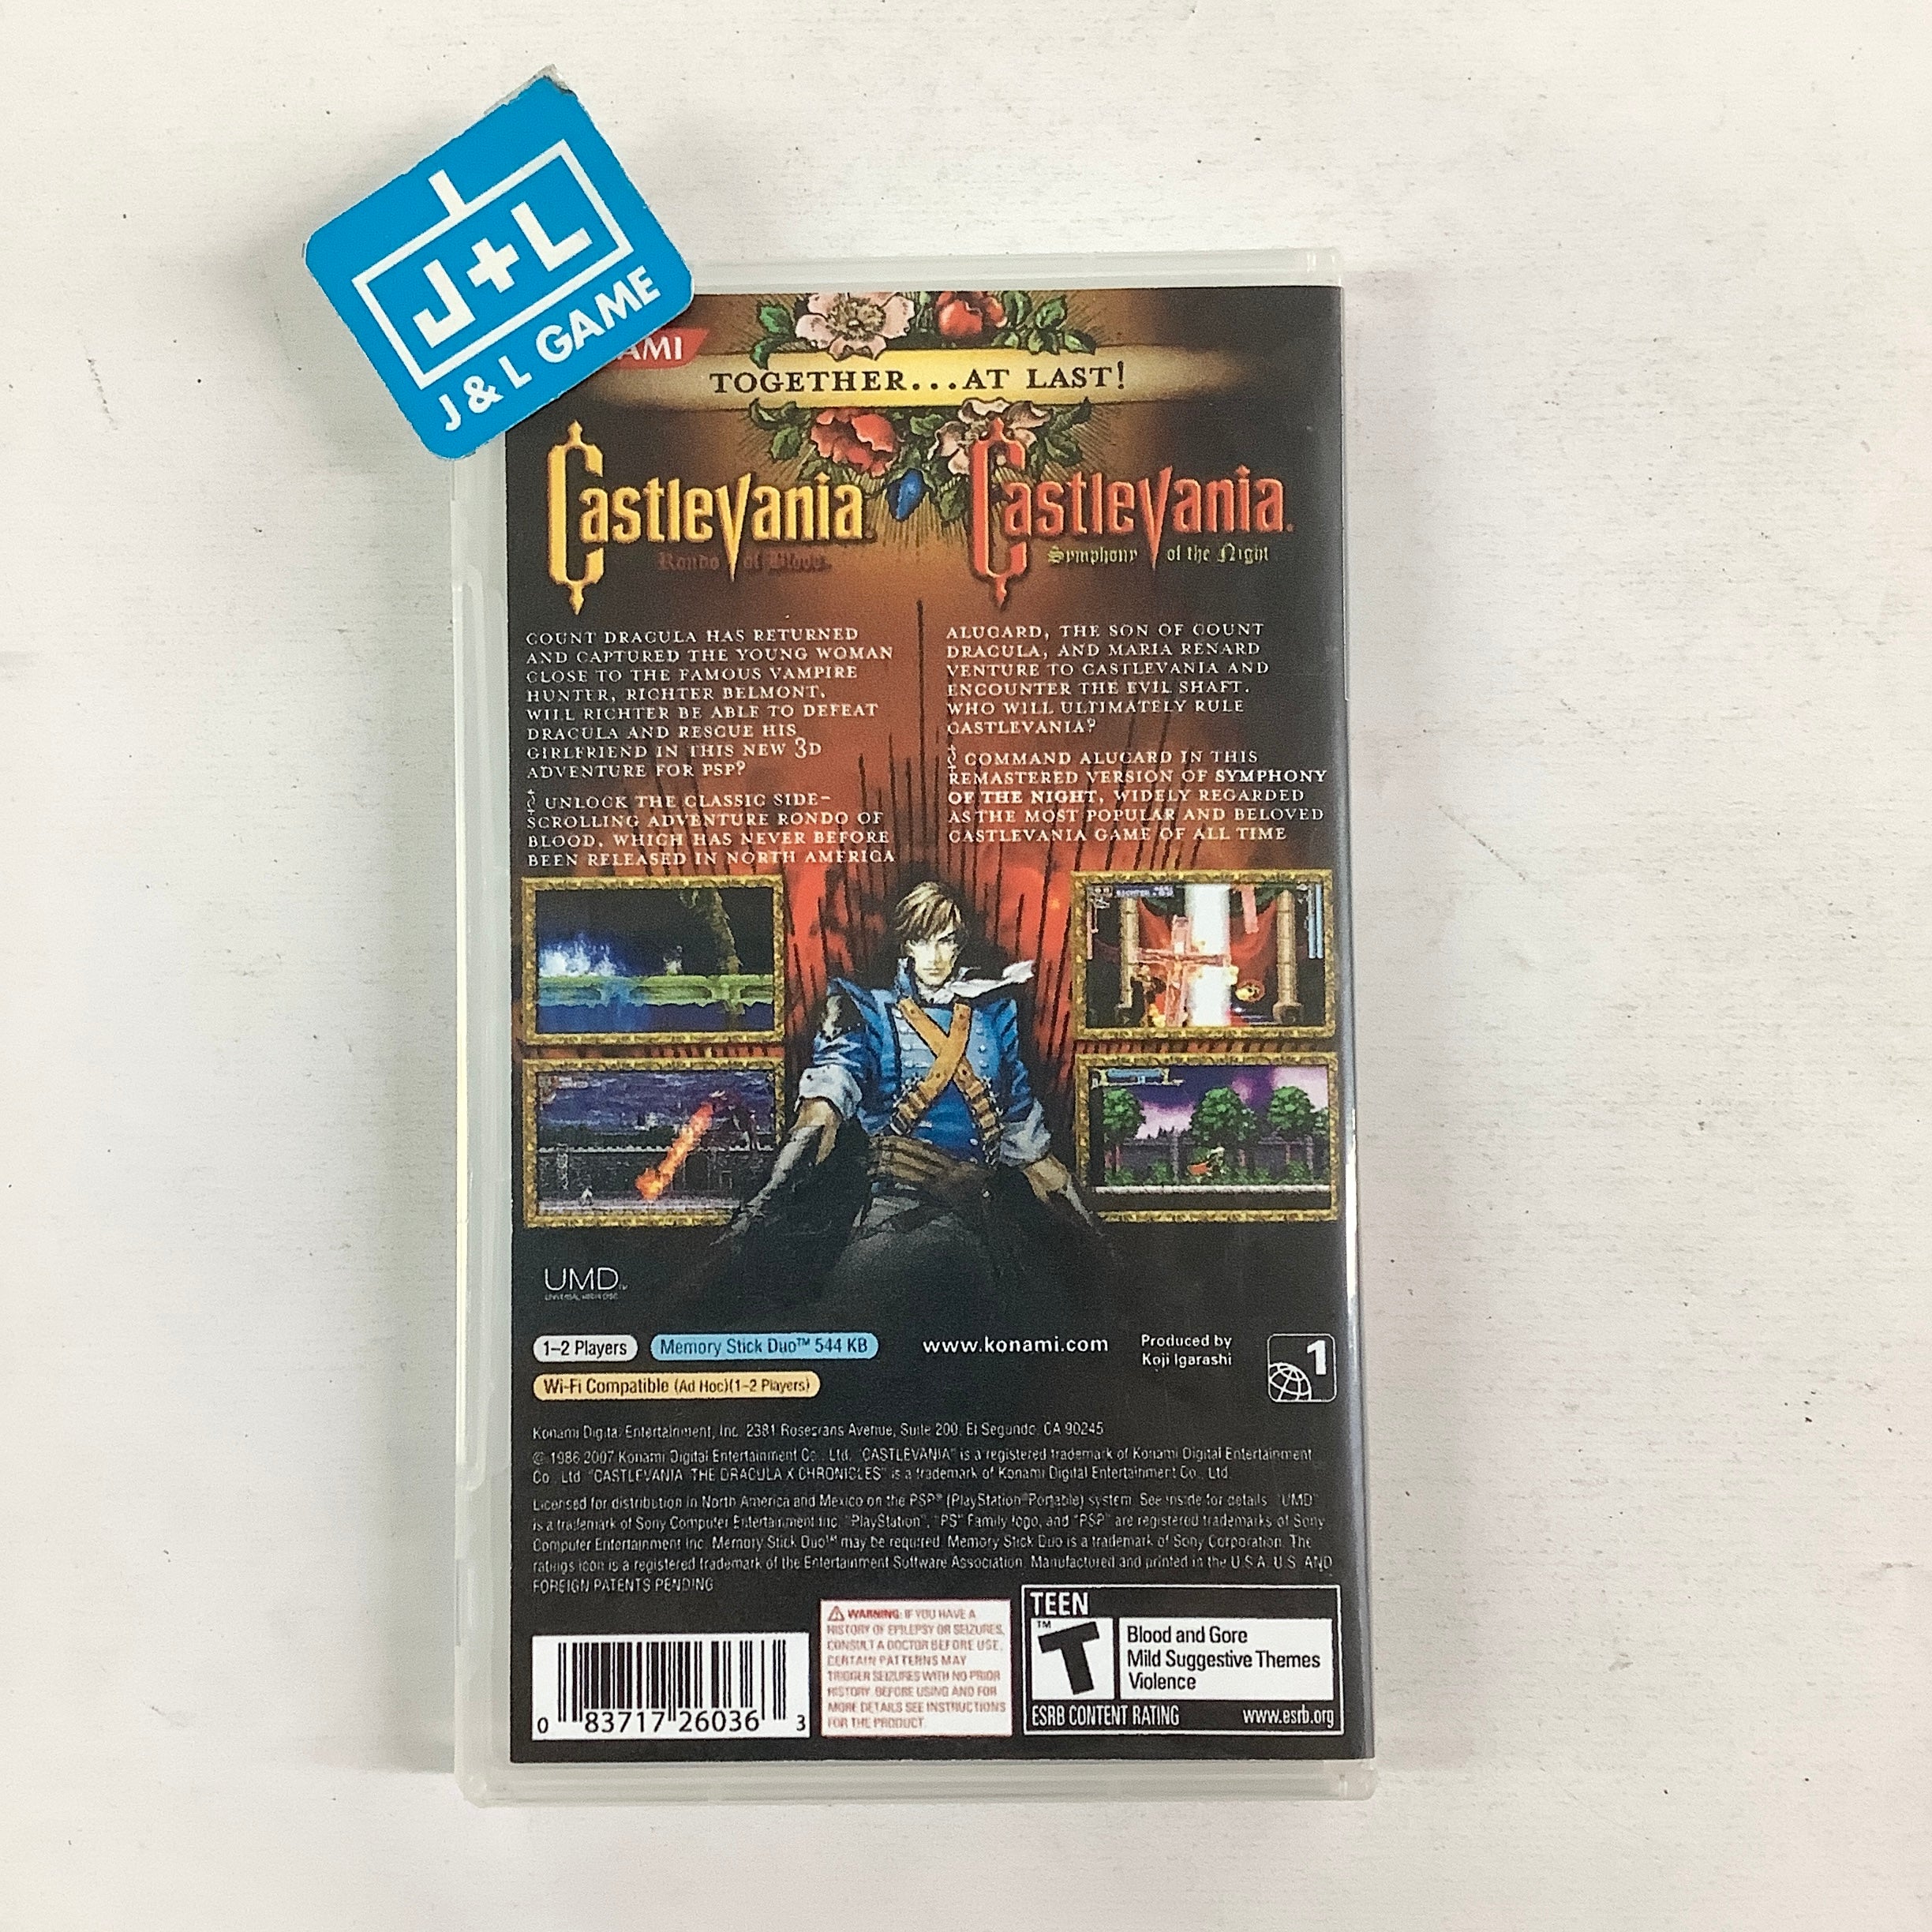 J+L
J & L GAME
AMI
TOGETHER...AT LAST!
Castlevania
Rondo of Blood
COUNT DRACULA HAS RETURNED
AND CAPTURED THE YOUNG WOMAN
CLOSE TO THE FAMOUS VAMPIRE
HUNTER, RICHTER BELMONT.
WILL RICHTER BE ABLE TO DEFEAT
DRACULA AND RESCUE HIS
GIRLFRIEND IN THIS NEW 3D
ADVENTURE FOR PSP?
UNLOCK THE CLASSIC SIDE-
SCROLLING ADVENTURE RONDO OF
BLOOD, WHICH HAS NEVER BEFORE
BEEN RELEASED IN NORTH AMERICA
Castlevania.
Symphony of the Night
ALUCARD, THE SON OF COUNT
DRACULA, AND MARIA RENARD
VENTURE TO CASTLEVANIA AND
ENCOUNTER THE EVIL SHAFT.
WHO WILL ULTIMATELY RULE
CASTLEVANIA?
COMMAND ALUCARD IN THIS
REMASTERED VERSION OF SYMPHONY
OF THE NIGHT, WIDELY REGARDED
AS THE MOST POPULAR AND BELOVED
CASTLEVANIA GAME OF ALL TIME
UMD™
UNIVERSAL MEDIA DISC
1-2 Players
Memory Stick Duo™ 544 KB
www.konami.com
Produced by
Koji Igarashi
1
Wi-Fi Compatible (Ad Hoc)(1-2 Players)
Konami Digital Entertainment, Inc. 2381 Rosecrans Avenue, Suite 200, El Segundo, CA 90245
© 1986 2007 Konami Digital Entertainment Co., Ltd. "CASTLEVANIA" is a registered trademark of Konami Digital Entertainment
Co., Ltd. "CASTLEVANIA THE DRACULA X CHRONICLES" is a trademark of Konami Digital Entertainment Co., Ltd.
Licensed for distribution in North America and Mexico on the PSP® (PlayStation®Portable) system. See inside for details. "UMD"
is a trademark of Sony Computer Entertainment Inc. "PlayStation", "PS" Family logo, and "PSP" are registered trademarks of Sony
Computer Entertainment Inc. Memory Stick Duo™ may be required. Memory Stick Duo is a trademark of Sony Corporation. The
ratings icon is a registered trademark of the Entertainment Software Association. Manufactured and printed in the U.S.A. U.S. AND
FOREIGN PATENTS PENDING
0 83717 26036 3
WARNING: IF YOU HAVE A
HISTORY OF EPILEPSY OR SEIZURES,
CONSULT A DOCTOR BEFORE USE.
CERTAIN PATTERNS MAY
TRIGGER SEIZURES WITH NO PRIOR
HISTORY. BEFORE USING AND FOR
MORE DETAILS SEE INSTRUCTIONS
FOR THE PRODUCT.
TEEN
T™
Blood and Gore
Mild Suggestive Themes
Violence
ESRB CONTENT RATING www.esrb.org